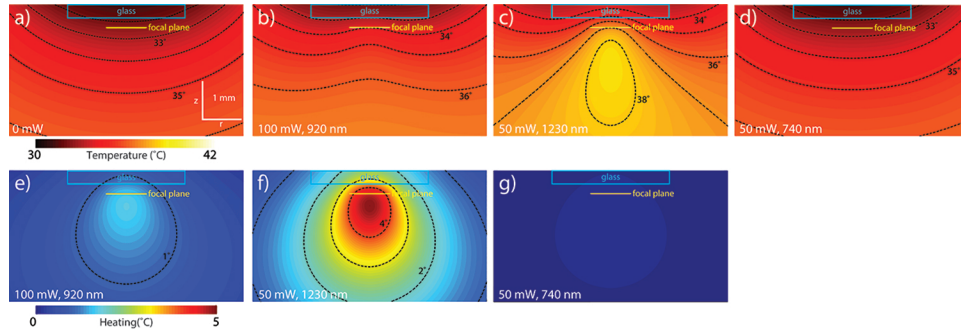 a)
glass
focal plane
33˚
35˚
z
1 mm
r
0 mW
b)
glass
focal plane
34˚
36˚
100 mW, 920 nm
c)
glass
focal plane
34˚
36˚
38˚
50 mW, 1230 nm
d)
glass
focal plane
33˚
35˚
50 mW, 740 nm
30
Temperature (˚C)
42
e)
glass
focal plane
1˚
100 mW, 920 nm
f)
glass
focal plane
4˚
2˚
50 mW, 1230 nm
g)
glass
focal plane
50 mW, 740 nm
0
Heating(˚C)
5